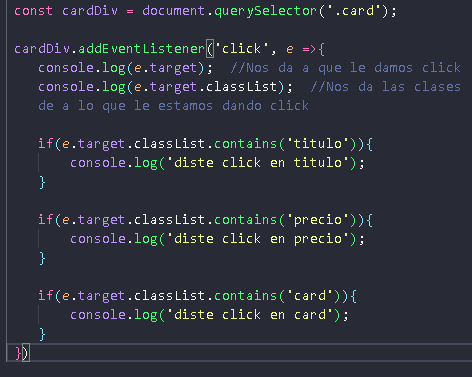 const cardDiv = document.querySelector('.card');
cardDiv.addEventListener('click', e =>{
console.log(e.target);  //Nos da a que le damos click
console.log(e.target.classList);  //Nos da las clases
de a lo que le estamos dando click
if(e.target.classList.contains('titulo')){
console.log('diste click en titulo');
}
if(e.target.classList.contains('precio')){
console.log('diste click en precio');
}
if(e.target.classList.contains('card')){
console.log('diste click en card');
}
})